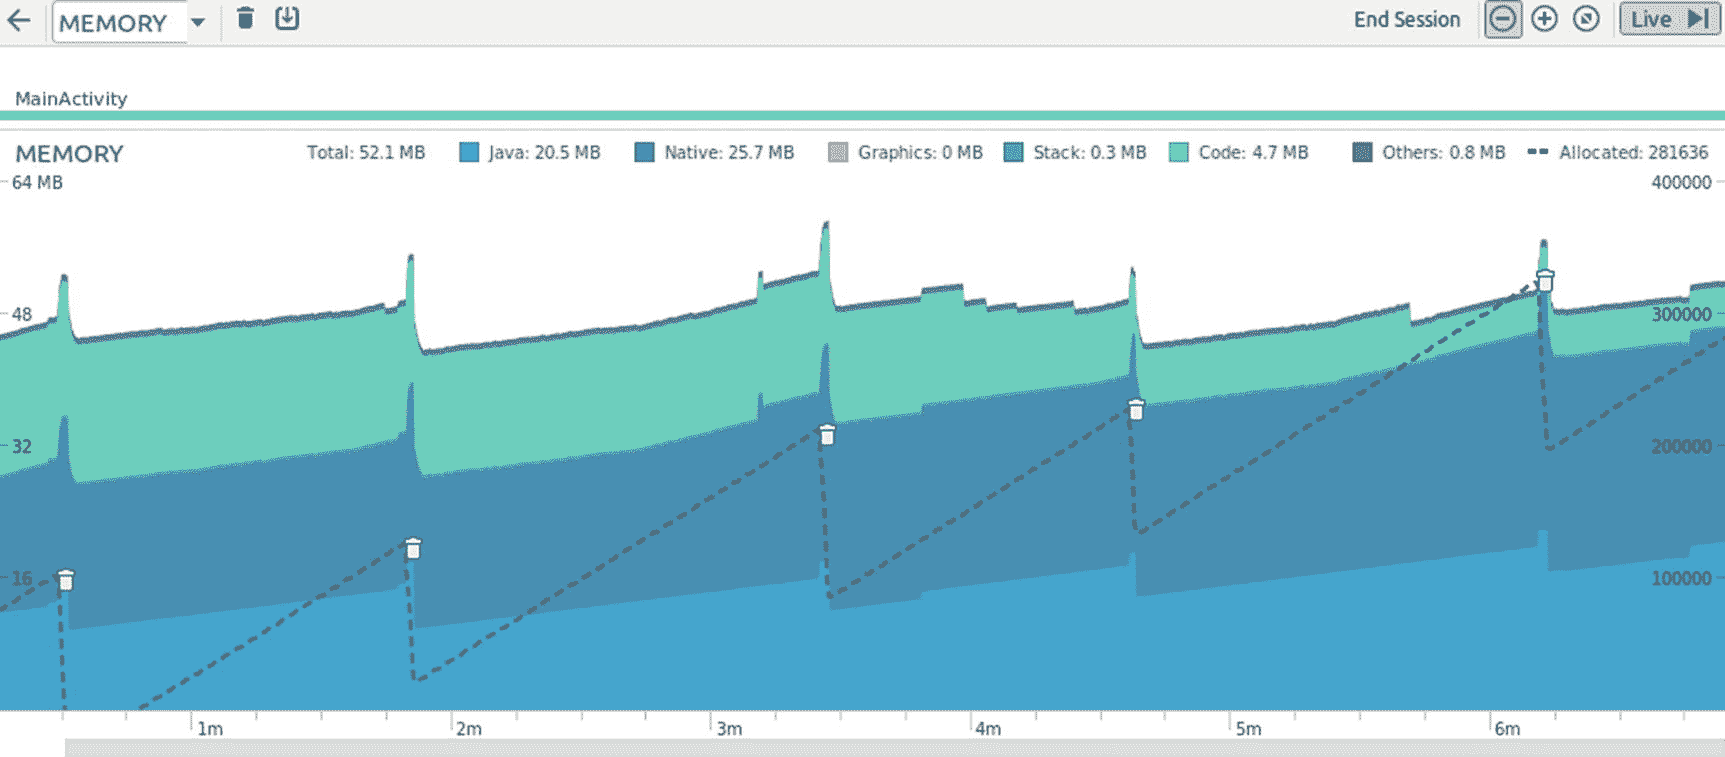 MEMORY End Session Live
MainActivity
MEMORY Total: 52.1 MB Java: 20.5 MB Native: 25.7 MB Graphics: 0 MB Stack: 0.3 MB Code: 4.7 MB Others: 0.8 MB Allocated: 281636
64 MB 400000
48 300000
32 200000
16 100000
1m 2m 3m 4m 5m 6m